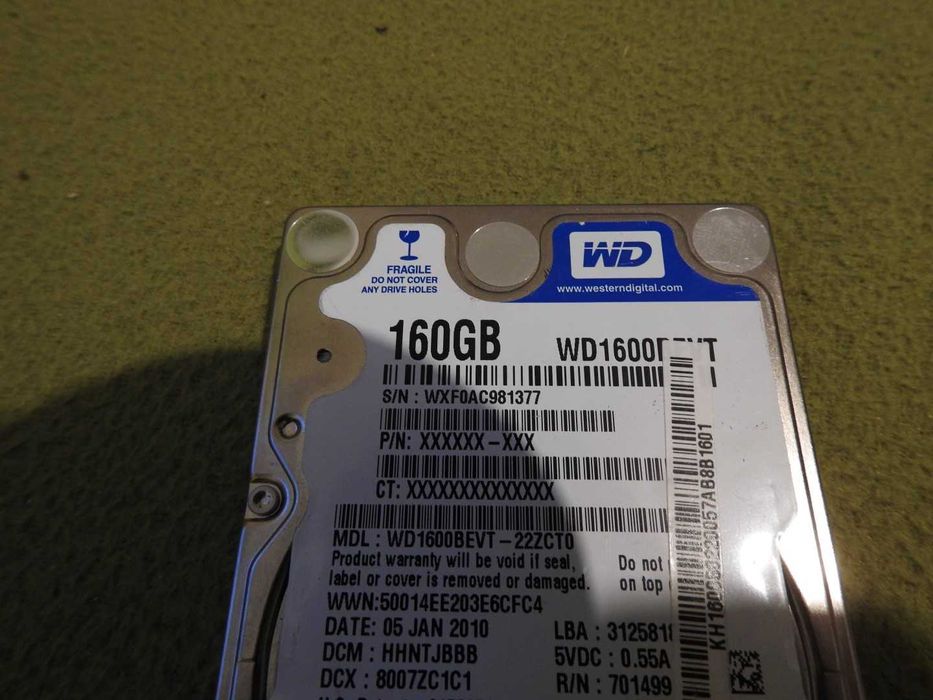 FRAGILE
DO NOT COVER
ANY DRIVE HOLES
WD
www.westerndigital.com
160GB
S/N : WXF0AC981377
P/N: XXXXXX-XXX
CT: XXXXXXXXXXXXXX
MDL : WD1600BEVT-22ZCT0
Product warranty will be void if seal,
label or cover is removed or damaged.
Do not
on top
WWN:50014EE203E6CFC4
DATE: 05 JAN 2010
DCM : HHNTJBBB
DCX : 8007ZC1C1
LBA :
5VDC : 0.55A
R/N : 701499